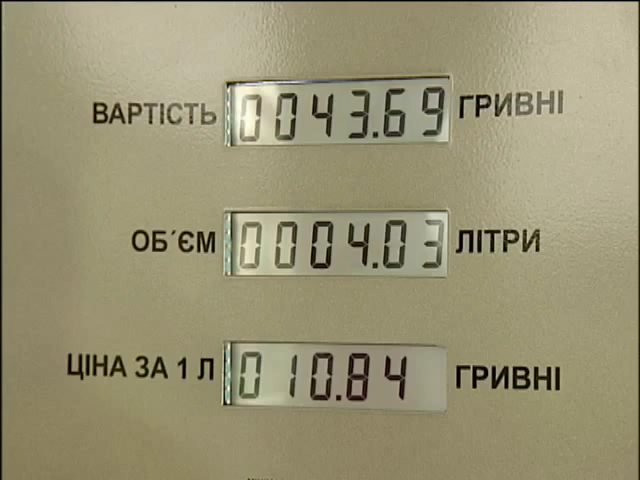 ВАРТІСТЬ 0043.69 ГРИВНІ
ОБ´ЄМ 0004.03 ЛІТРИ
ЦІНА ЗА 1 Л 010.84 ГРИВНІ